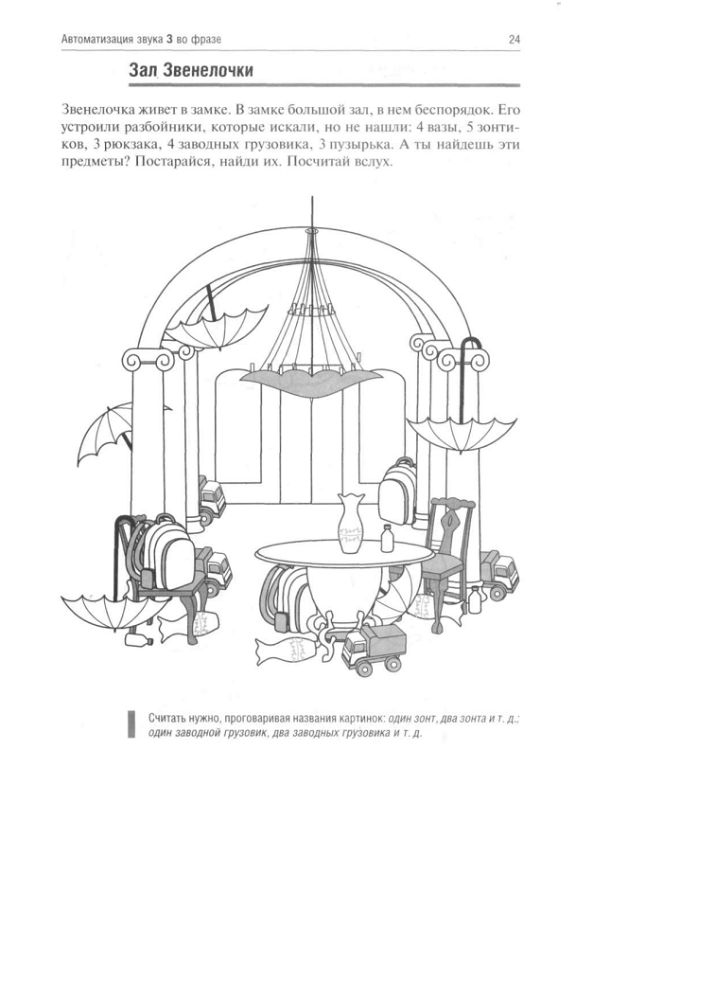 Автоматизация звука З во фразе 24
Зал Звенелочки
Звенелочка живет в замке. В замке большой зал, в нем беспорядок. Его
устроили разбойники, которые искали, но не нашли: 4 вазы, 5 зонти-
ков, 3 рюкзака, 4 заводных грузовика, 3 пузырька. А ты найдешь эти
предметы? Постарайся, найди их. Посчитай вслух.
Считать нужно, проговаривая названия картинок: один зонт, два зонта и т. д.;
один заводной грузовик, два заводных грузовика и т. д.